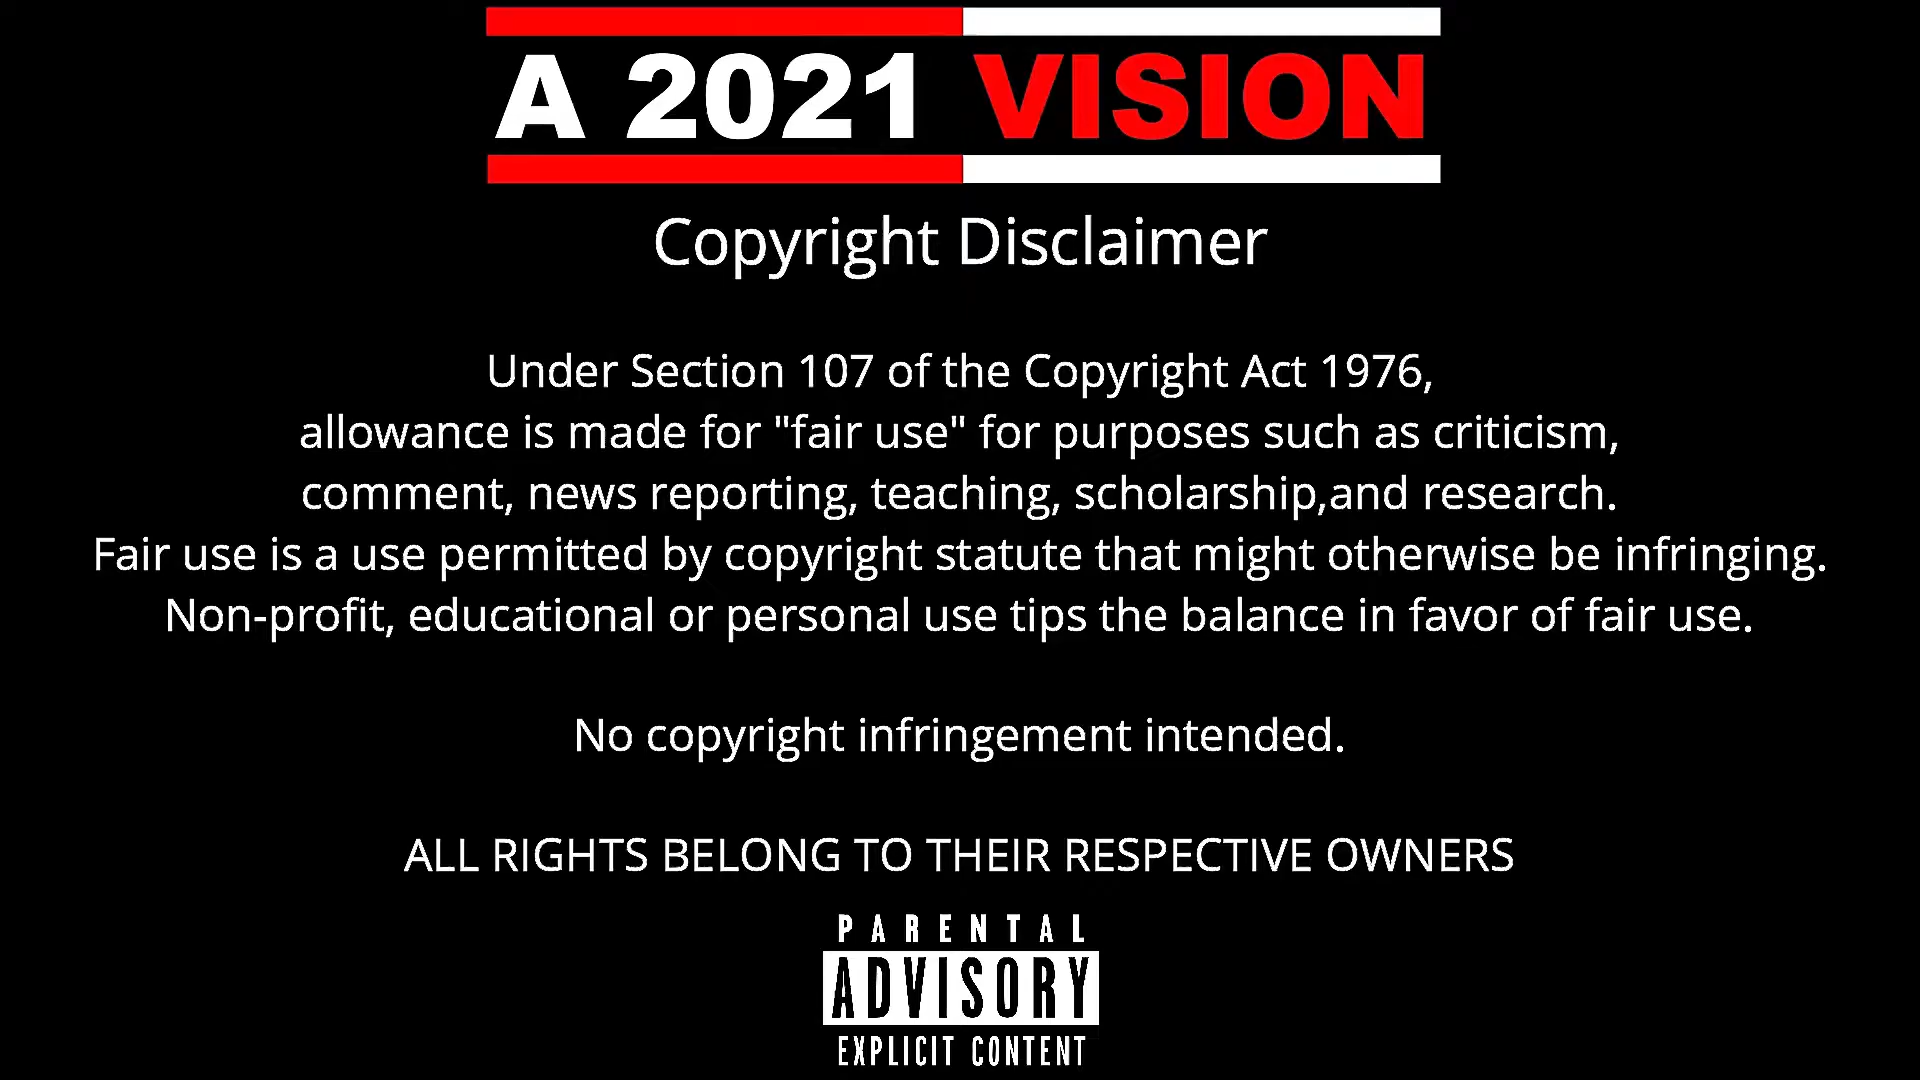 A 2021 VISION
Copyright Disclaimer
Under Section 107 of the Copyright Act 1976,
allowance is made for "fair use" for purposes such as criticism,
comment, news reporting, teaching, scholarship,and research.
Fair use is a use permitted by copyright statute that might otherwise be infringing.
Non-profit, educational or personal use tips the balance in favor of fair use.
No copyright infringement intended.
ALL RIGHTS BELONG TO THEIR RESPECTIVE OWNERS
PARENTAL
ADVISORY
EXPLICIT CONTENT